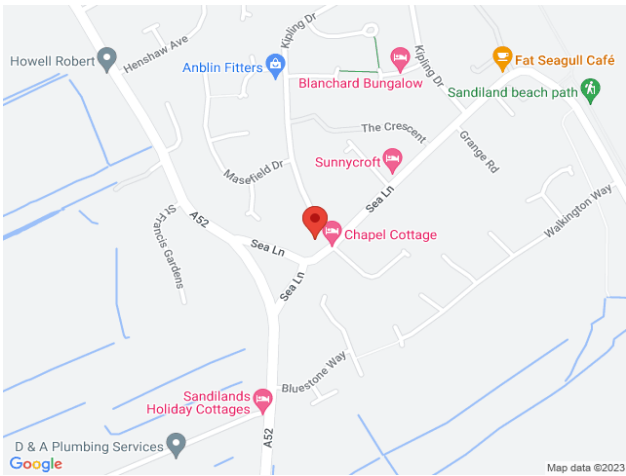 Kipling Dr
Henshaw Ave
Howell Robert
Anblin Fitters
Kipling Dr
Fat Seagull Café
Blanchard Bungalow
Sandiland beach path
The Crescent
Grange Rd
Sunnycroft
Masefield Dr
Sea Ln
Walkington Way
A52
St Francis Gardens
Chapel Cottage
Sea Ln
Sea Ln
Bluestone Way
Sandilands
Holiday Cottages
A52
D & A Plumbing Services
Google
Map data ©2023